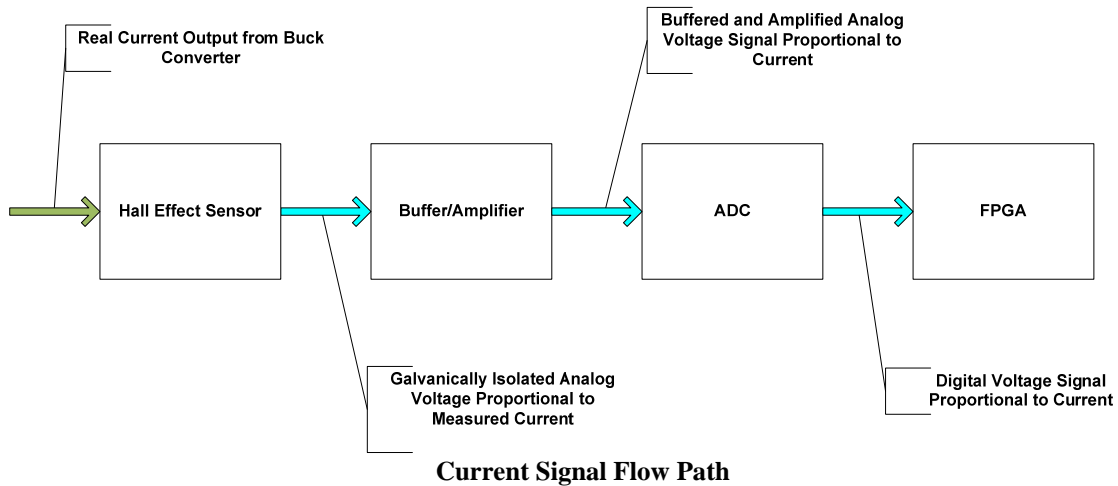 Real Current Output from Buck
Converter
Buffered and Amplified Analog
Voltage Signal Proportional to
Current
Hall Effect Sensor
Buffer/Amplifier
ADC
FPGA
Galvanically Isolated Analog
Voltage Proportional to
Measured Current
Digital Voltage Signal
Proportional to Current
Current Signal Flow Path